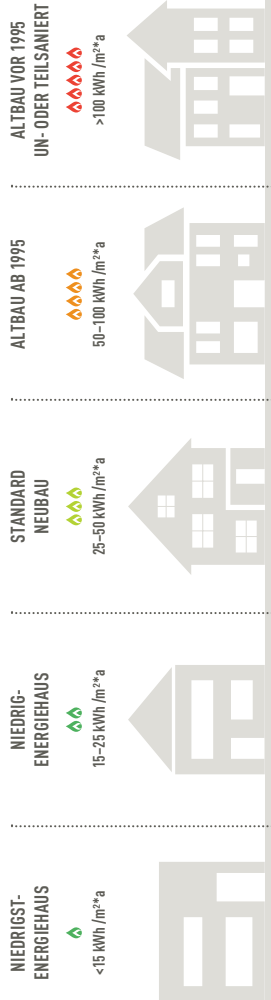 NIEDRIGST-
ENERGIEHAUS
<15 kWh/m²*a
NIEDRIG-
ENERGIEHAUS
15–25 kWh/m²*a
STANDARD
NEUBAU
25–50 kWh/m²*a
ALTBAU AB 1995
50–100 kWh/m²*a
ALTBAU VOR 1995
UN- ODER TEILSANIERT
>100 kWh/m²*a